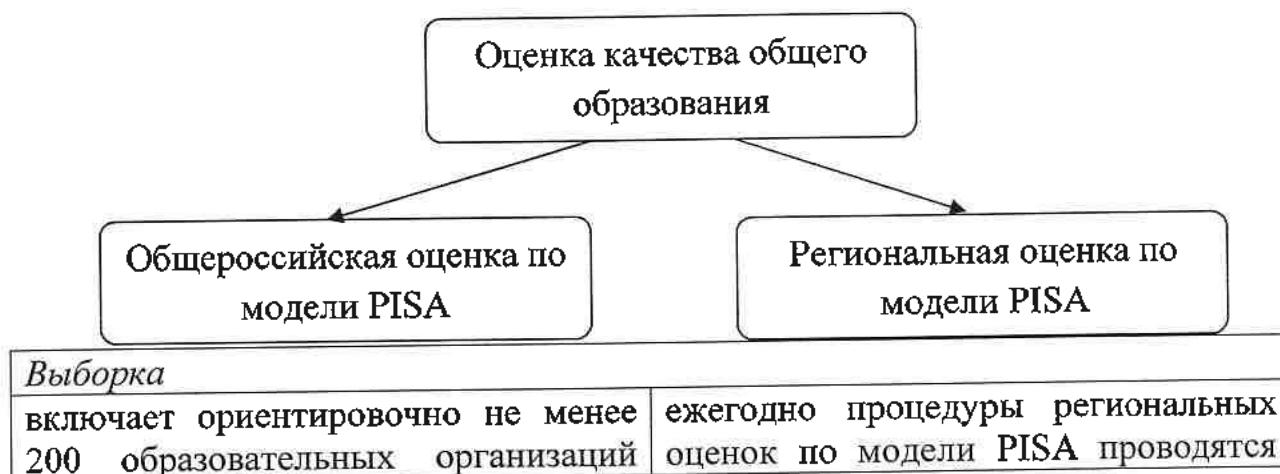 Оценка качества общего
образования
Общероссийская оценка по
модели PISA
Региональная оценка по
модели PISA
Выборка
включает ориентировочно не менее
200 образовательных организаций
ежегодно процедуры региональных
оценок по модели PISA проводятся